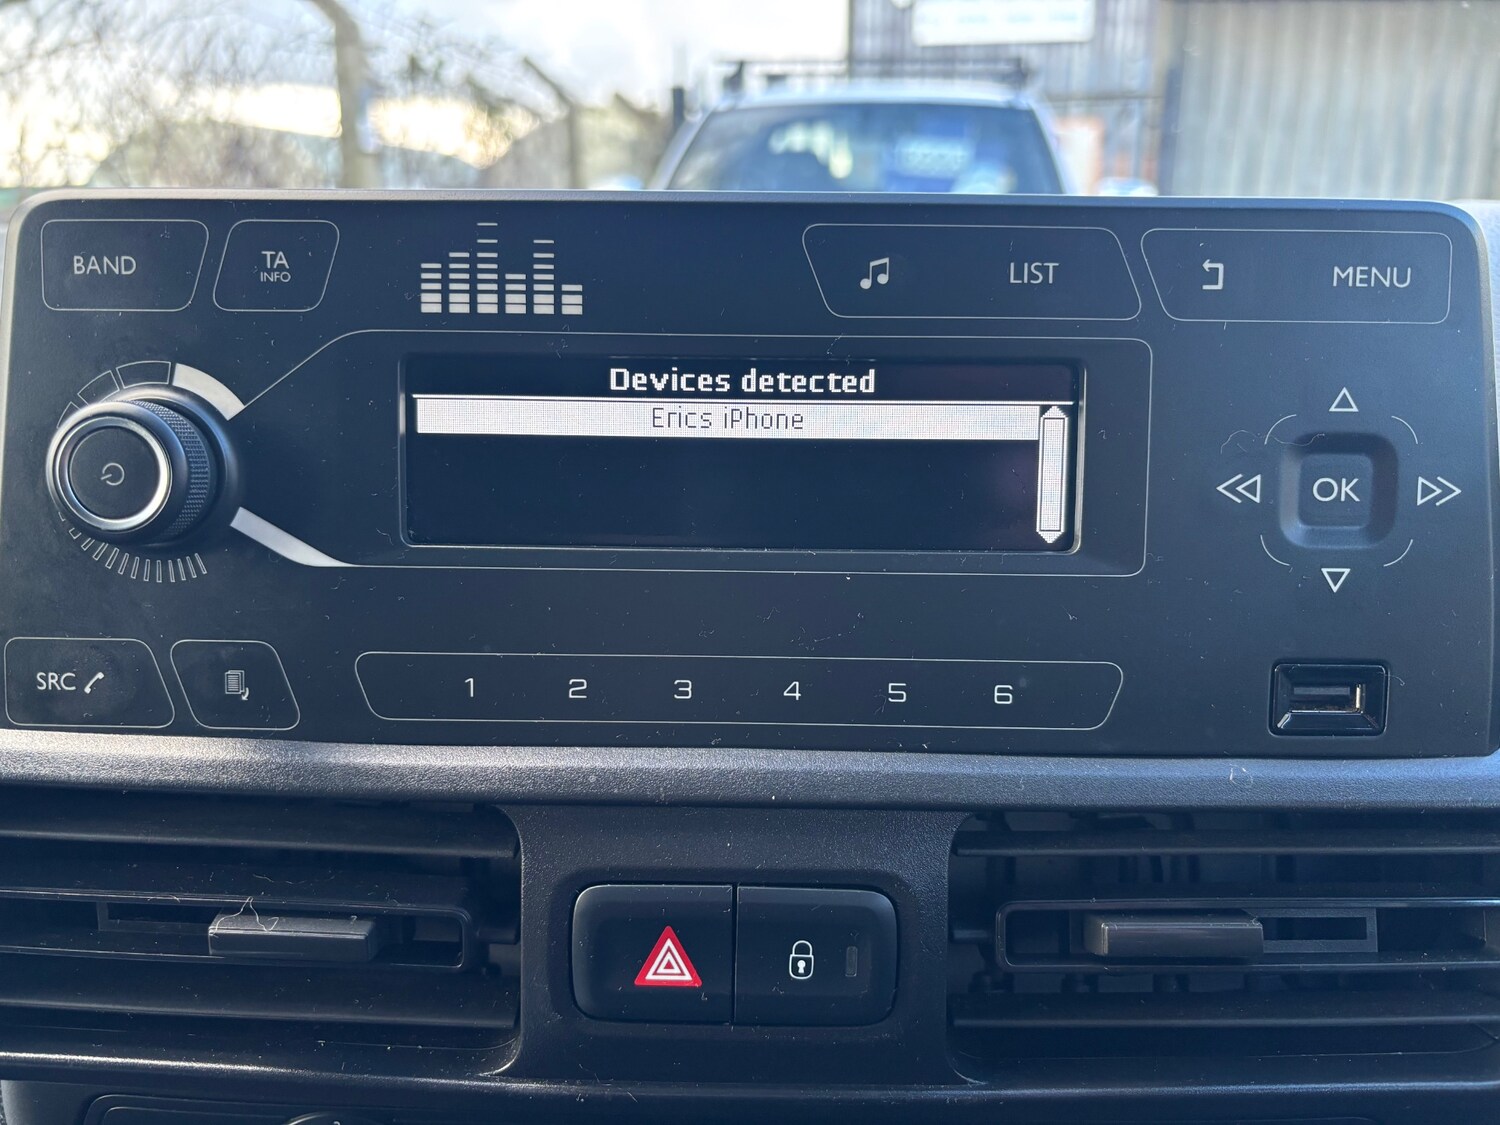 BAND
TA
INFO
LIST
MENU
Devices detected
Erics iPhone
OK
SRC
1 2 3 4 5 6